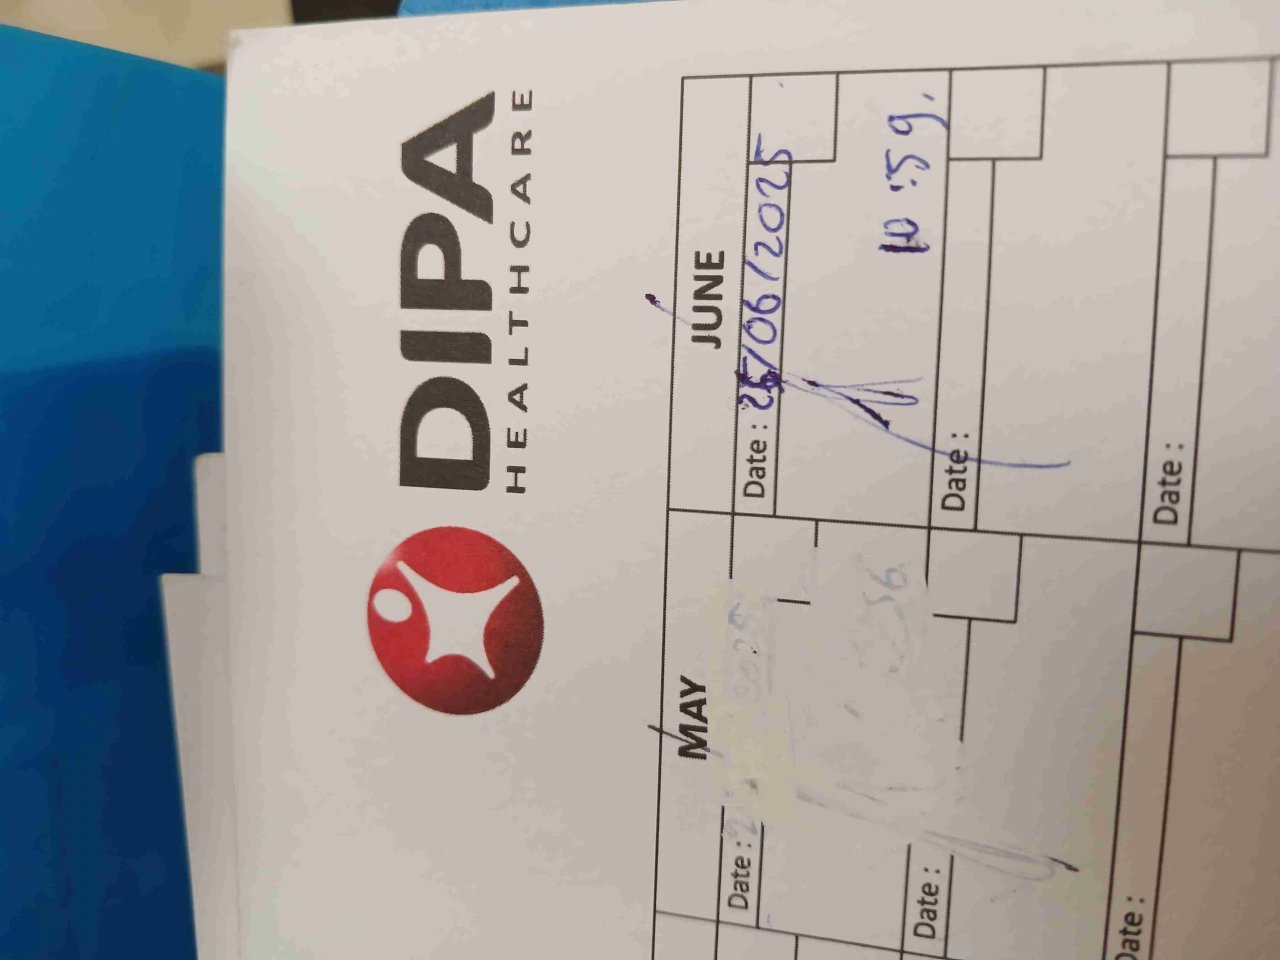 DIPA
HEALTHCARE
MAY
JUNE
Date :
Date : 25/06/2025
10:59.
Date :
Date :
Date :
Date :